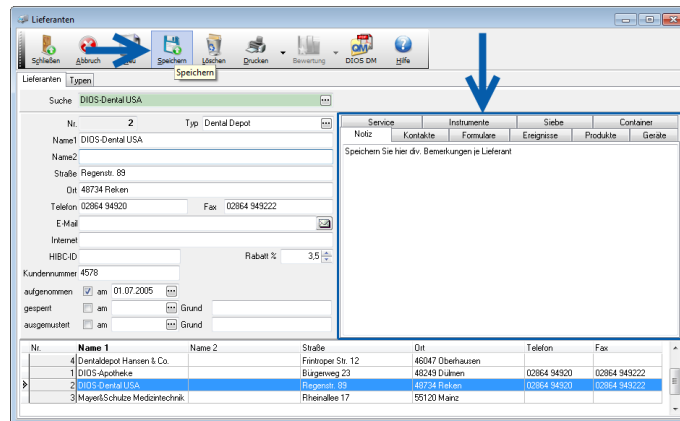 Lieferanten
Schließen Abbruch Neu Speichern Löschen Drucken Bewertung DIOS DM Hilfe
QM
Speichern
Lieferanten Typen
Suche DIOS-Dental USA
Nr. 2 Typ Dental Depot
Name1 DIOS-Dental USA
Name2
Straße Regenstr. 89
Ort 48734 Reken
Telefon 02864 94920 Fax 02864 949222
E-Mail
Internet
HIBC-ID Rabatt % 3,5
Kundennummer 4578
aufgenommen am 01.07.2005
gesperrt am Grund
ausgemustert am Grund
Service Instrumente Siebe Container
Notiz Kontakte Formulare Ereignisse Produkte Geräte
Speichern Sie hier div. Bemerkungen je Lieferant
Nr. Name 1 Name 2 Straße Ort Telefon Fax
4 Dentaldepot Hansen & Co. Frintroper Str. 12 46047 Oberhausen
1 DIOS-Apotheke Bürgerweg 23 48249 Dülmen 02864 94920 02864 949222
2 DIOS-Dental USA Regenstr. 89 48734 Reken 02864 94920 02864 949222
3 Mayer&Schulze Medizintechnik Rheinallee 17 55120 Mainz